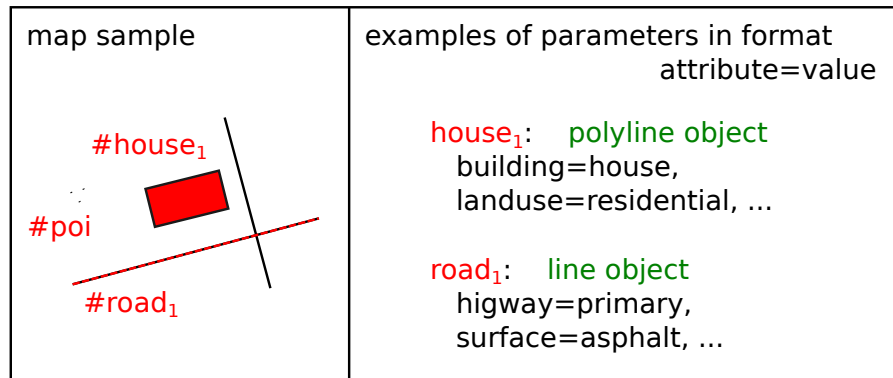 map sample
#house₁
#poi
#road₁
examples of parameters in format
attribute=value
house₁: polyline object
building=house,
landuse=residential, ...
road₁: line object
higway=primary,
surface=asphalt, ...